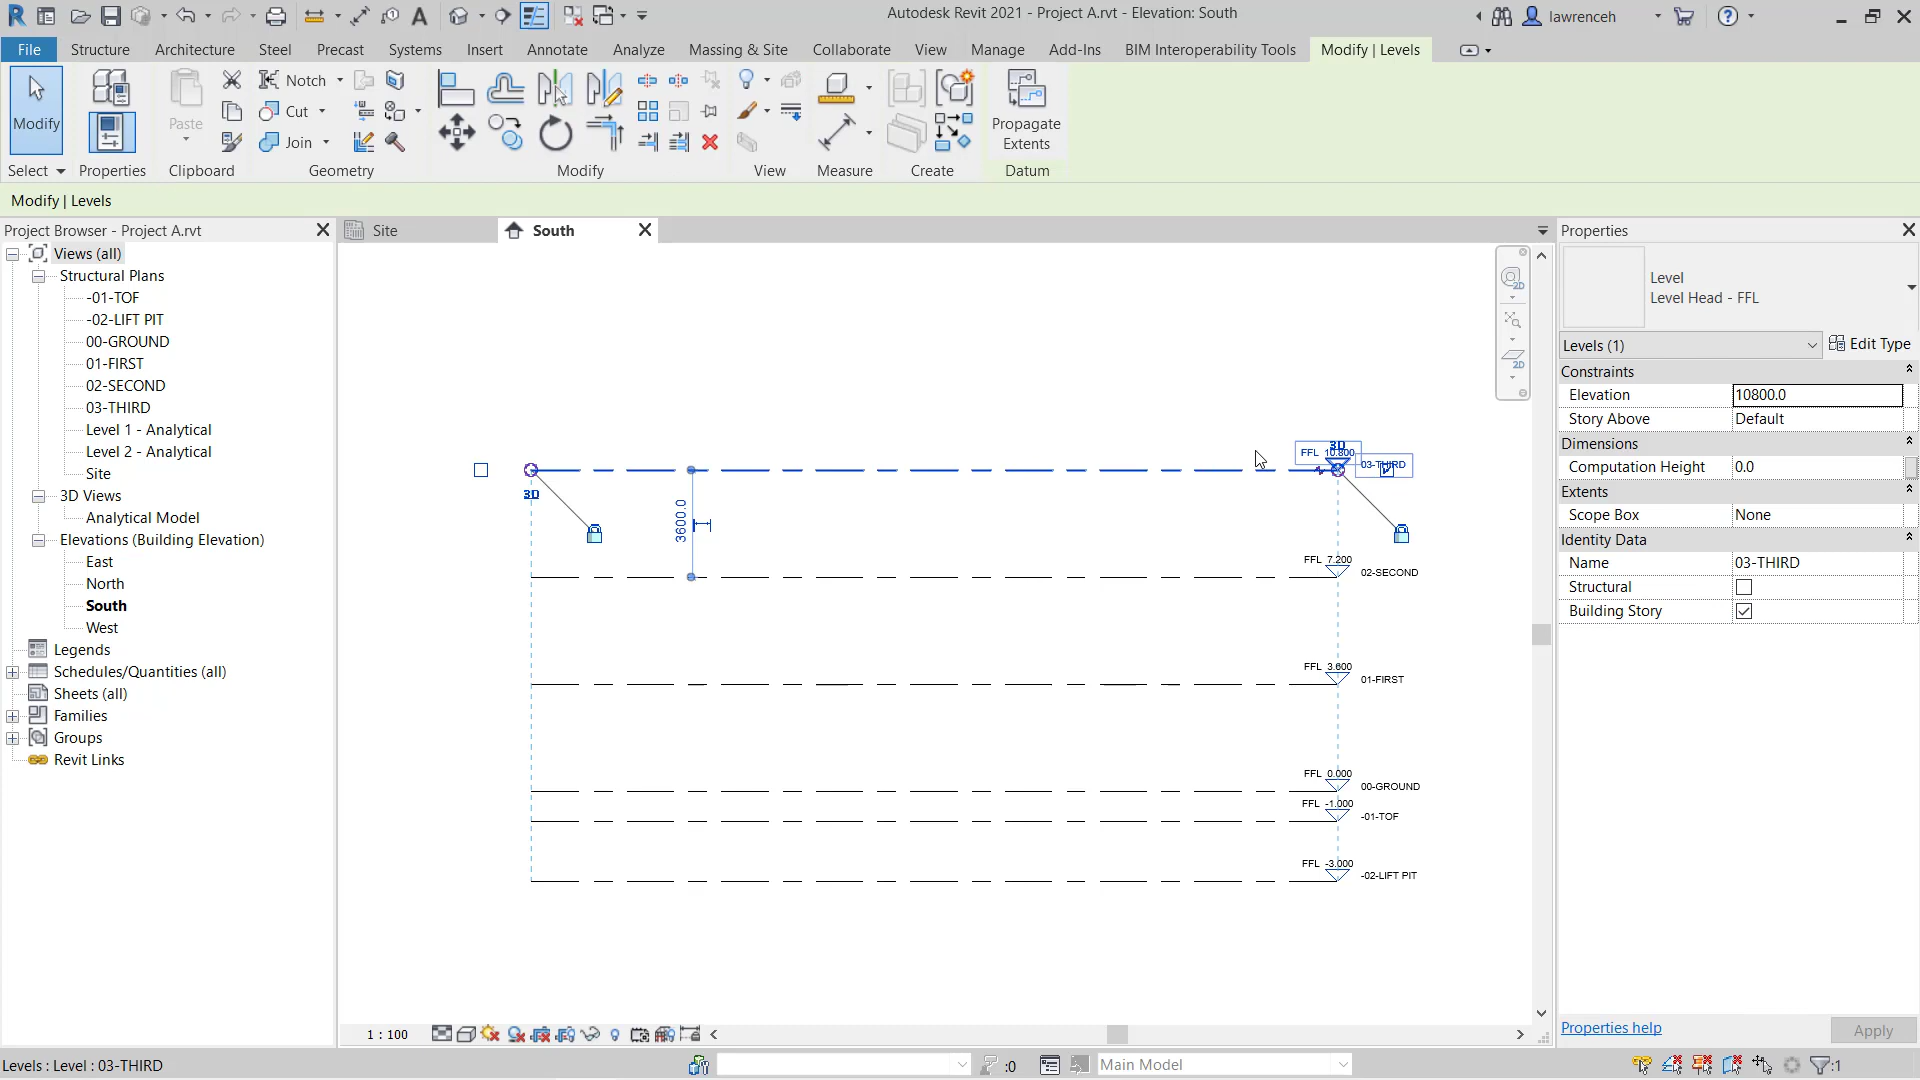 Autodesk Revit 2021 - Project A.rvt - Elevation: South
lawrenceh
File Structure Architecture Steel Precast Systems Insert Annotate Analyze Massing & Site Collaborate View Manage Add-Ins BIM Interoperability Tools Modify | Levels
Modify
Paste
Notch
Cut
Join
Propagate
Extents
Select Properties Clipboard Geometry Modify View Measure Create Datum
Modify | Levels
Project Browser - Project A.rvt
Views (all)
Structural Plans
-01-TOF
-02-LIFT PIT
00-GROUND
01-FIRST
02-SECOND
03-THIRD
Level 1 - Analytical
Level 2 - Analytical
Site
3D Views
Analytical Model
Elevations (Building Elevation)
East
North
South
West
Legends
Schedules/Quantities (all)
Sheets (all)
Families
Groups
Revit Links
Site
South
2D
2D
3D
FFL 10.800
03-THIRD
3D
3600.0
FFL 7.200
02-SECOND
FFL 3.600
01-FIRST
FFL 0.000
00-GROUND
FFL -1.000
-01-TOF
FFL -3.000
-02-LIFT PIT
1 : 100
Properties
Level
Level Head - FFL
Levels (1)
Edit Type
Constraints
Elevation 10800.0
Story Above Default
Dimensions
Computation Height 0.0
Extents
Scope Box None
Identity Data
Name 03-THIRD
Structural
Building Story
Properties help
Apply
Levels : Level : 03-THIRD
:0
Main Model
:1